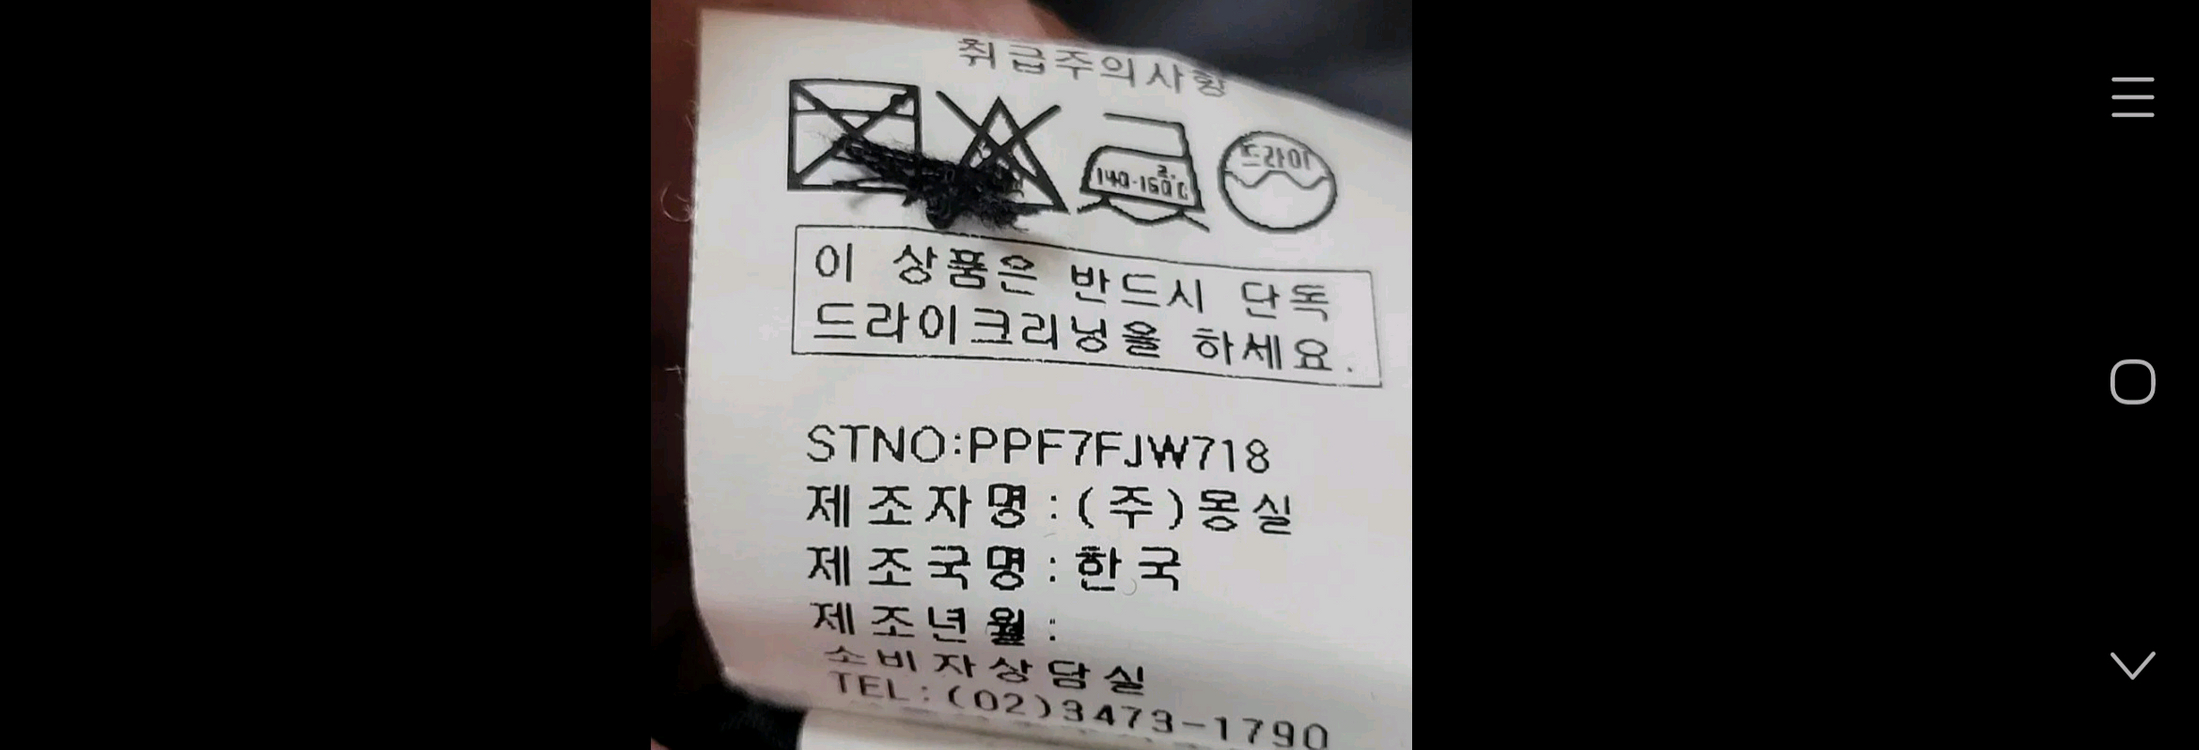 취급주의사항
2. 드라이
140-160℃
이 상품은 반드시 단독
드라이크리닝을 하세요.
STNO:PPF7FJW718
제조자명:(주)몽실
제조국명:한국
제조년월:
소비자상담실
TEL:(02)3473-1790